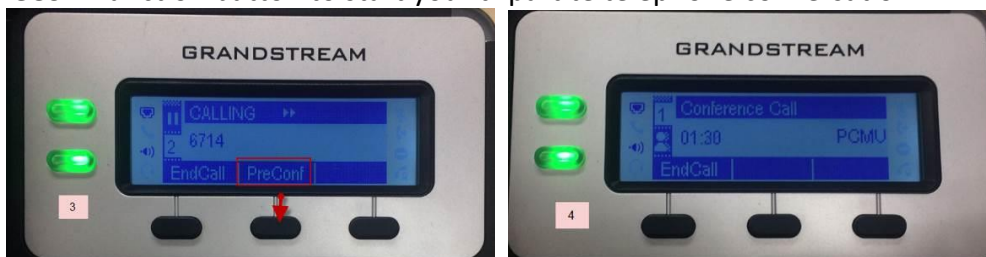 GRANDSTREAM
CALLING
6714
2
EndCall PreConf
3
GRANDSTREAM
1 Conference Call
01:30 PCMU
EndCall
4